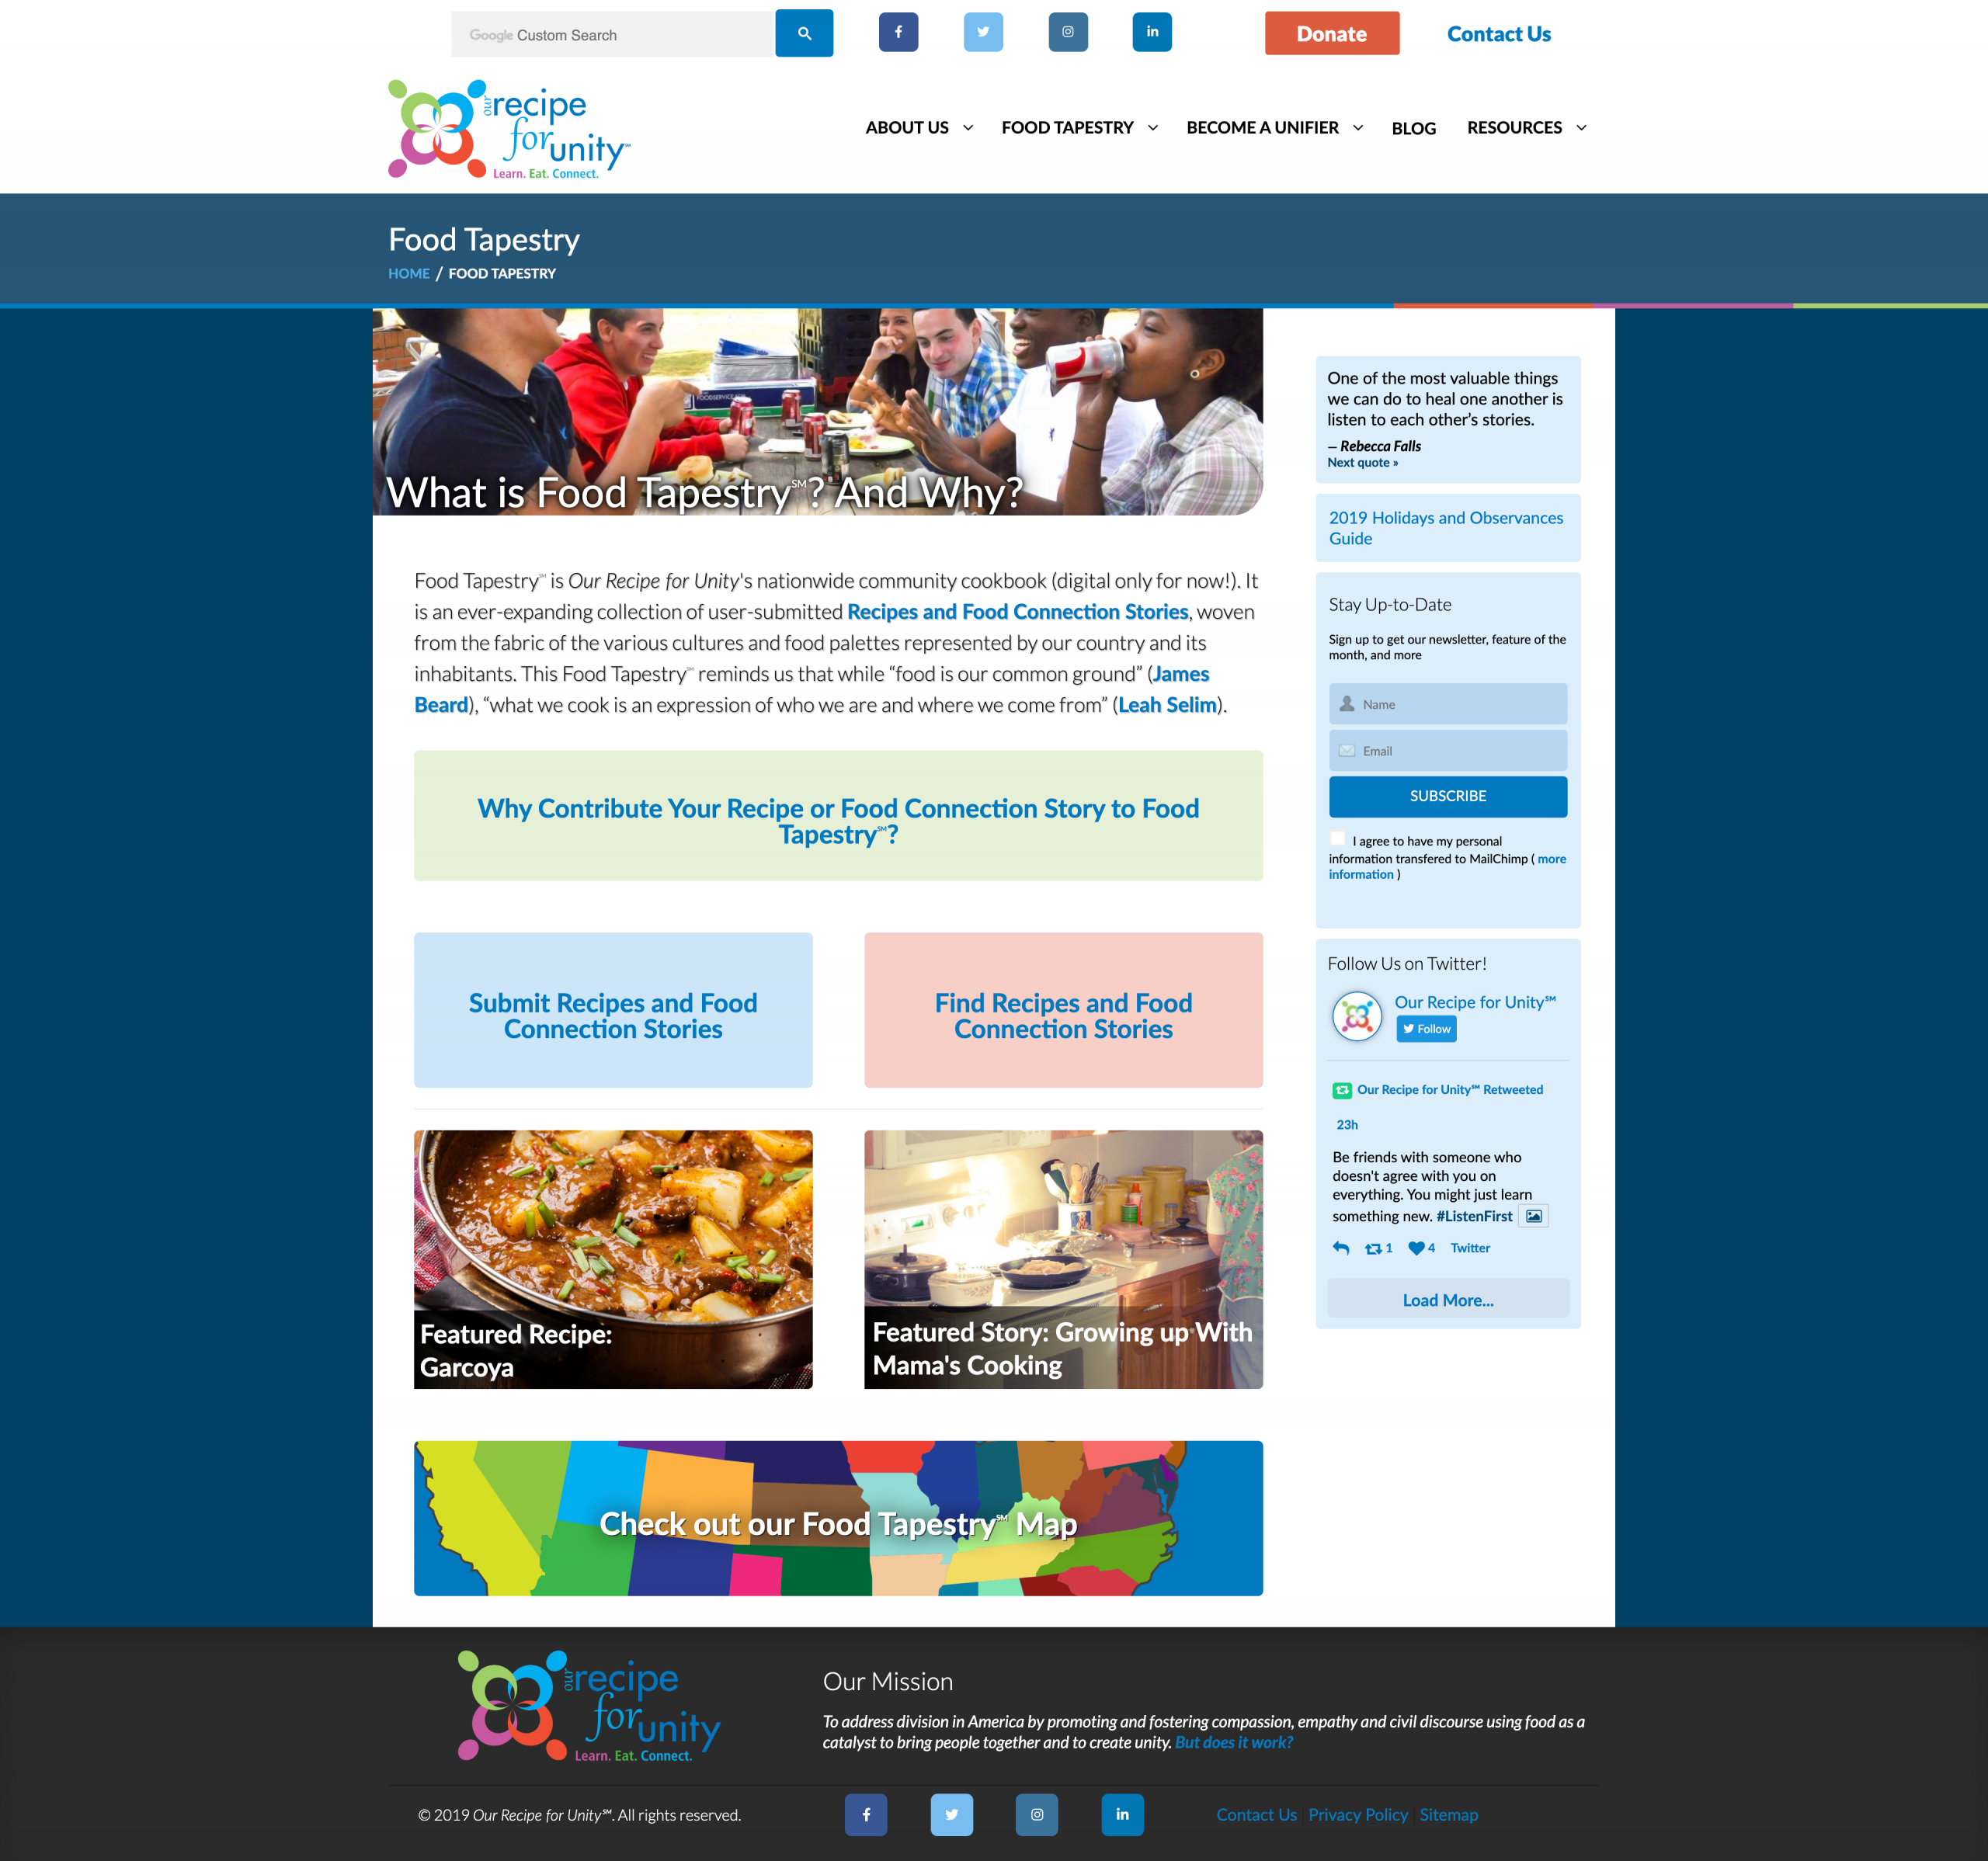 Google Custom Search
Donate
Contact Us
our recipe
for unity℠
Learn. Eat. Connect.
ABOUT US
FOOD TAPESTRY
BECOME A UNIFIER
BLOG
RESOURCES
Food Tapestry
HOME / FOOD TAPESTRY
What is Food Tapestry℠? And Why?
Food Tapestry℠ is Our Recipe for Unity's nationwide community cookbook (digital only for now!). It
is an ever-expanding collection of user-submitted Recipes and Food Connection Stories, woven
from the fabric of the various cultures and food palettes represented by our country and its
inhabitants. This Food Tapestry℠ reminds us that while “food is our common ground” (James
Beard), “what we cook is an expression of who we are and where we come from” (Leah Selim).
Why Contribute Your Recipe or Food Connection Story to Food
Tapestry℠?
Submit Recipes and Food
Connection Stories
Find Recipes and Food
Connection Stories
Featured Recipe:
Garcoya
Featured Story: Growing up With
Mama's Cooking
Check out our Food Tapestry℠ Map
One of the most valuable things
we can do to heal one another is
listen to each other’s stories.
— Rebecca Falls
Next quote »
2019 Holidays and Observances
Guide
Stay Up-to-Date
Sign up to get our newsletter, feature of the
month, and more
Name
Email
SUBSCRIBE
I agree to have my personal
information transfered to MailChimp ( more
information )
Follow Us on Twitter!
Our Recipe for Unity℠
Follow
Our Recipe for Unity℠ Retweeted
23h
Be friends with someone who
doesn't agree with you on
everything. You might just learn
something new. #ListenFirst
1 4 Twitter
Load More...
our recipe
for unity
Learn. Eat. Connect.
Our Mission
To address division in America by promoting and fostering compassion, empathy and civil discourse using food as a
catalyst to bring people together and to create unity. But does it work?
© 2019 Our Recipe for Unity℠. All rights reserved.
Contact Us Privacy Policy Sitemap